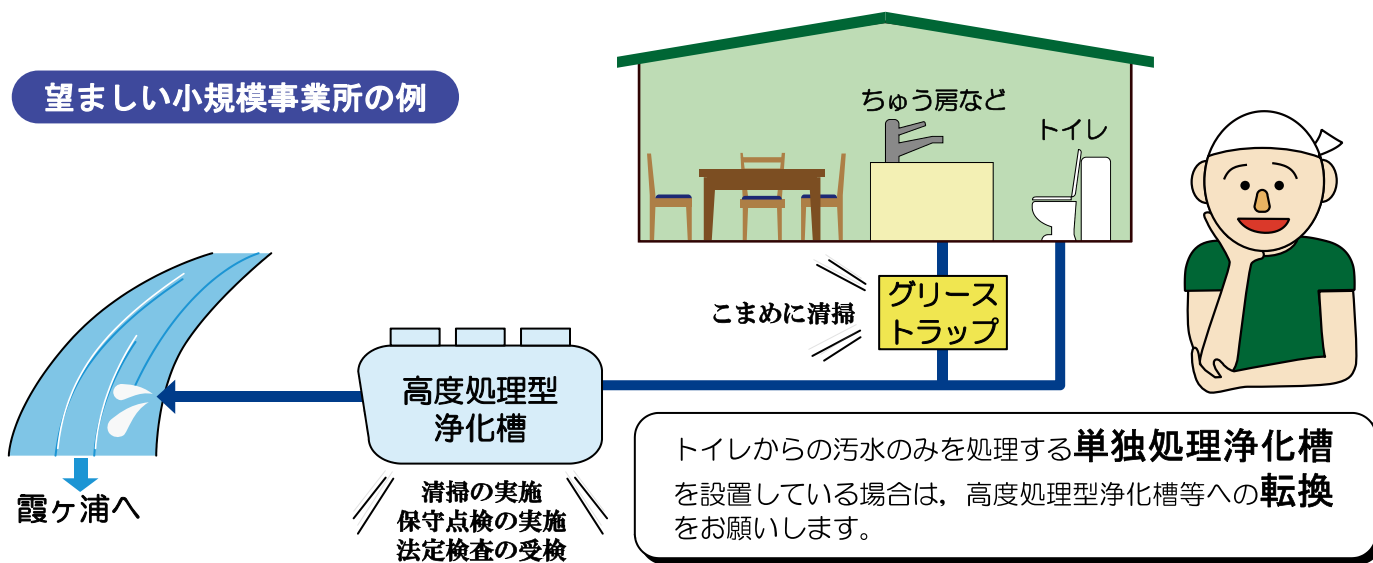 望ましい小規模事業所の例
ちゅう房など
トイレ
グリース
トラップ
こまめに清掃
高度処理型
浄化槽
清掃の実施
保守点検の実施
法定検査の受検
霞ヶ浦へ
トイレからの汚水のみを処理する単独処理浄化槽
を設置している場合は，高度処理型浄化槽等への転換
をお願いします。